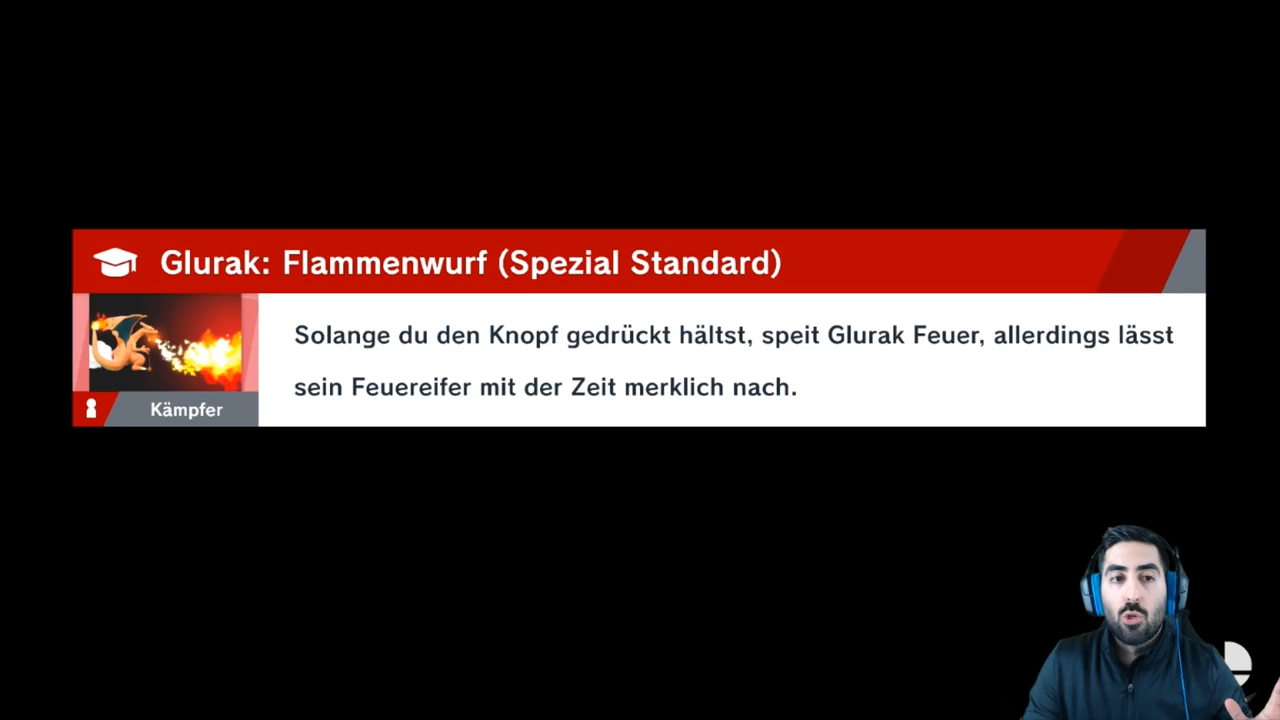 Glurak: Flammenwurf (Spezial Standard)
Solange du den Knopf gedrückt hältst, speit Glurak Feuer, allerdings lässt
sein Feuereifer mit der Zeit merklich nach.
Kämpfer